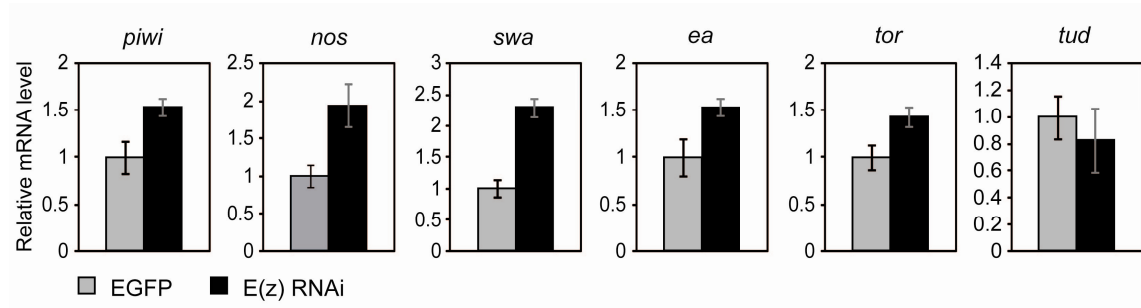 piwi nos swa ea tor tud
Relative mRNA level
2 2.5 3 2 2 1.4
1.5 2 2.5 1.5 1.5 1.2
1 1.5 2 1 1 1.0
0.5 1 1.5 0.5 0.5 0.8
0 0.5 1 0 0 0.6
0 0.5 0.4
0 0.2
0
EGFP E(z) RNAi